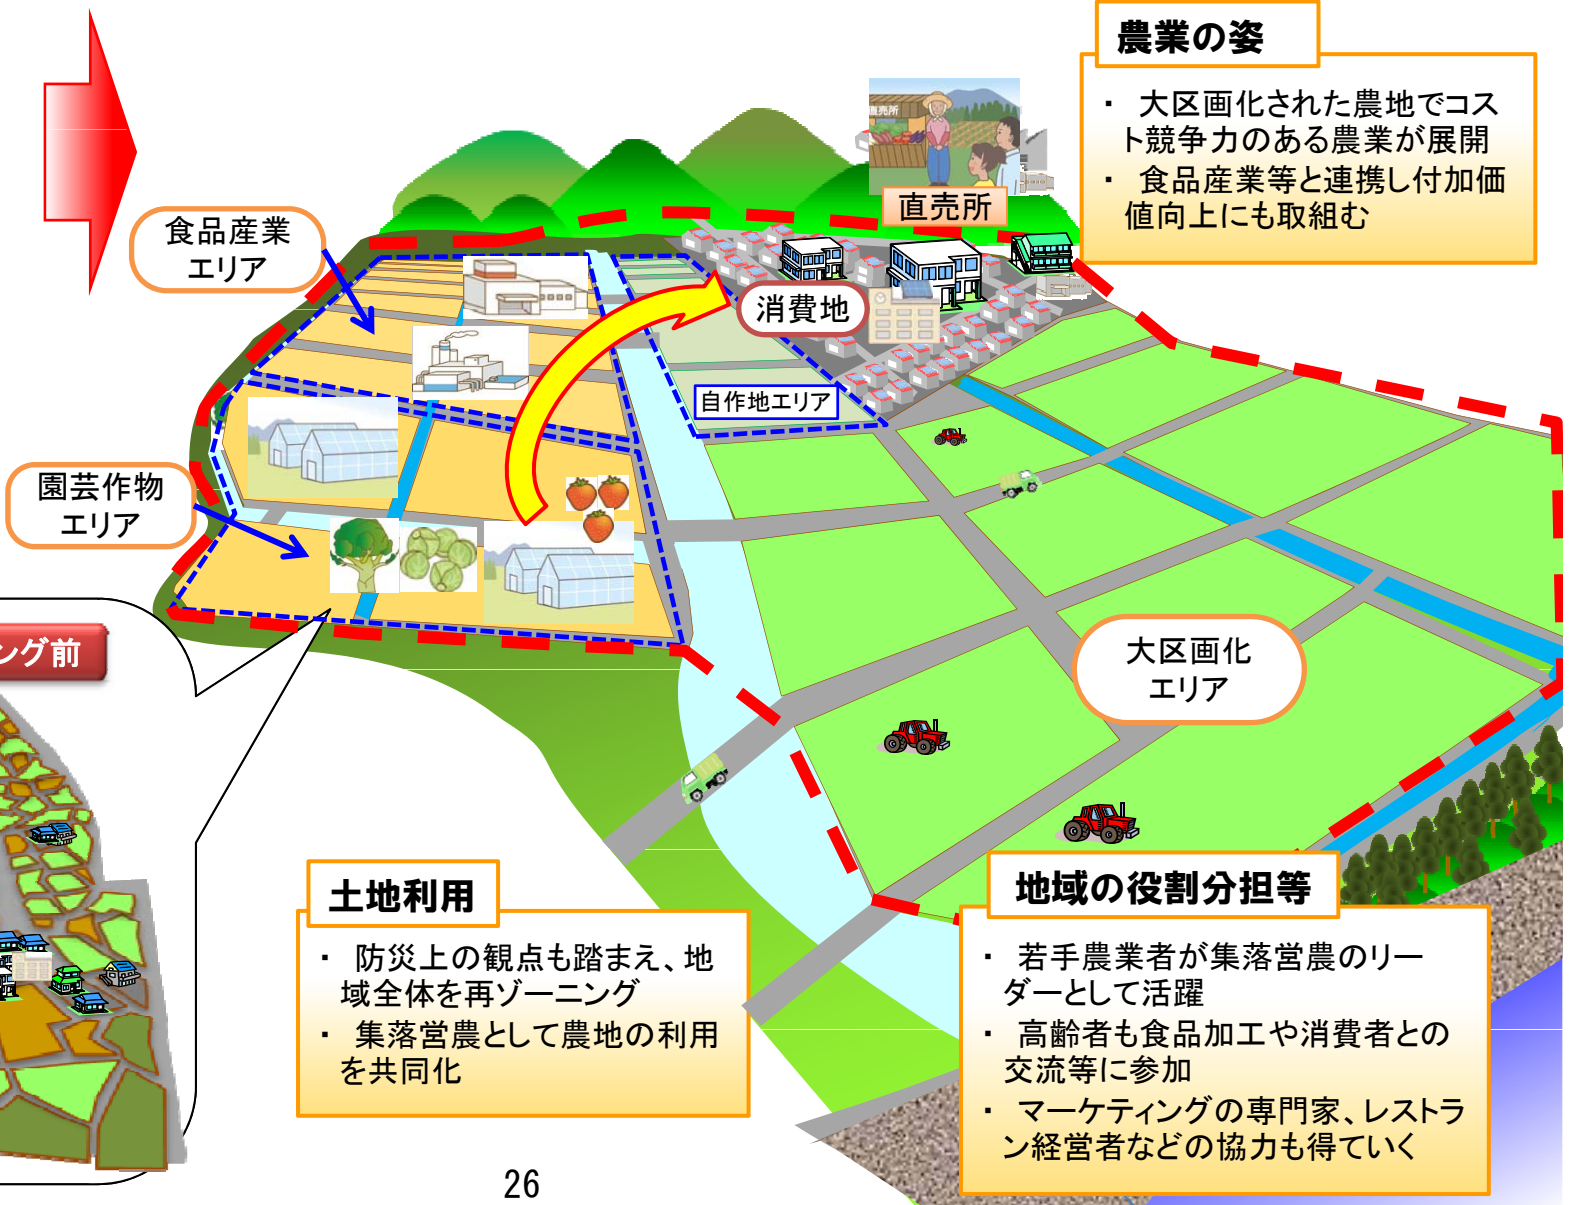 農業の姿
・ 大区画化された農地でコス
ト競争力のある農業が展開
・ 食品産業等と連携し付加価
値向上にも取組む
直売所
直売所
食品産業
エリア
消費地
自作地エリア
園芸作物
エリア
ング前
大区画化
エリア
土地利用
・ 防災上の観点も踏まえ、地
域全体を再ゾーニング
・ 集落営農として農地の利用
を共同化
地域の役割分担等
・ 若手農業者が集落営農のリー
ダーとして活躍
・ 高齢者も食品加工や消費者との
交流等に参加
・ マーケティングの専門家、レストラ
ン経営者などの協力も得ていく
26